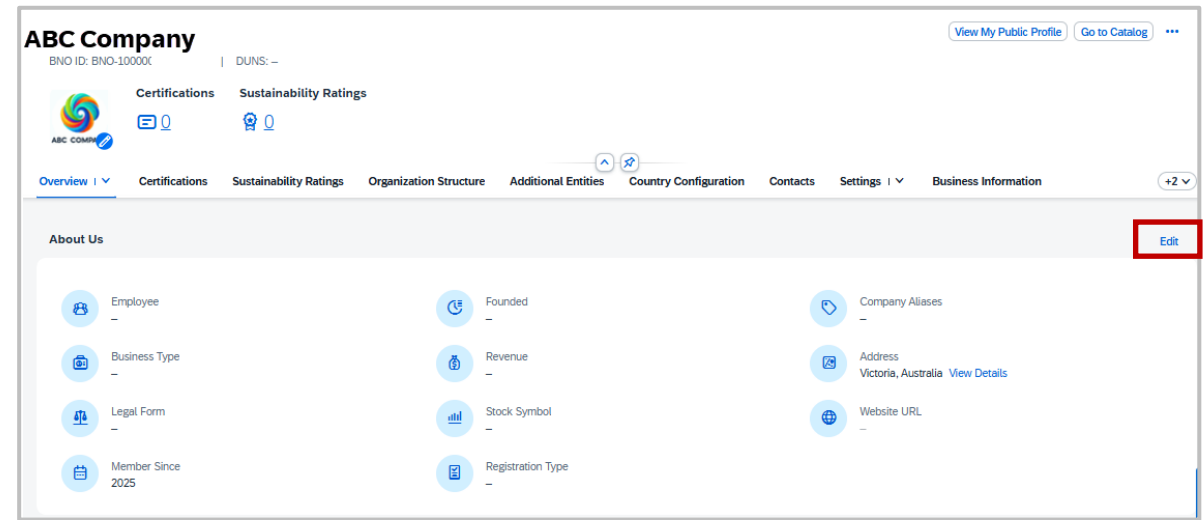 ABC Company
View My Public Profile Go to Catalog
BNO ID: BNO-10000 | DUNS: –
Certifications Sustainability Ratings
0 0
ABC COMP
Overview Certifications Sustainability Ratings Organization Structure Additional Entities Country Configuration Contacts Settings Business Information +2
About Us Edit
Employee Founded Company Aliases
– – –
Business Type Revenue Address
– – Victoria, Australia View Details
Legal Form Stock Symbol Website URL
– – –
Member Since Registration Type
2025 –